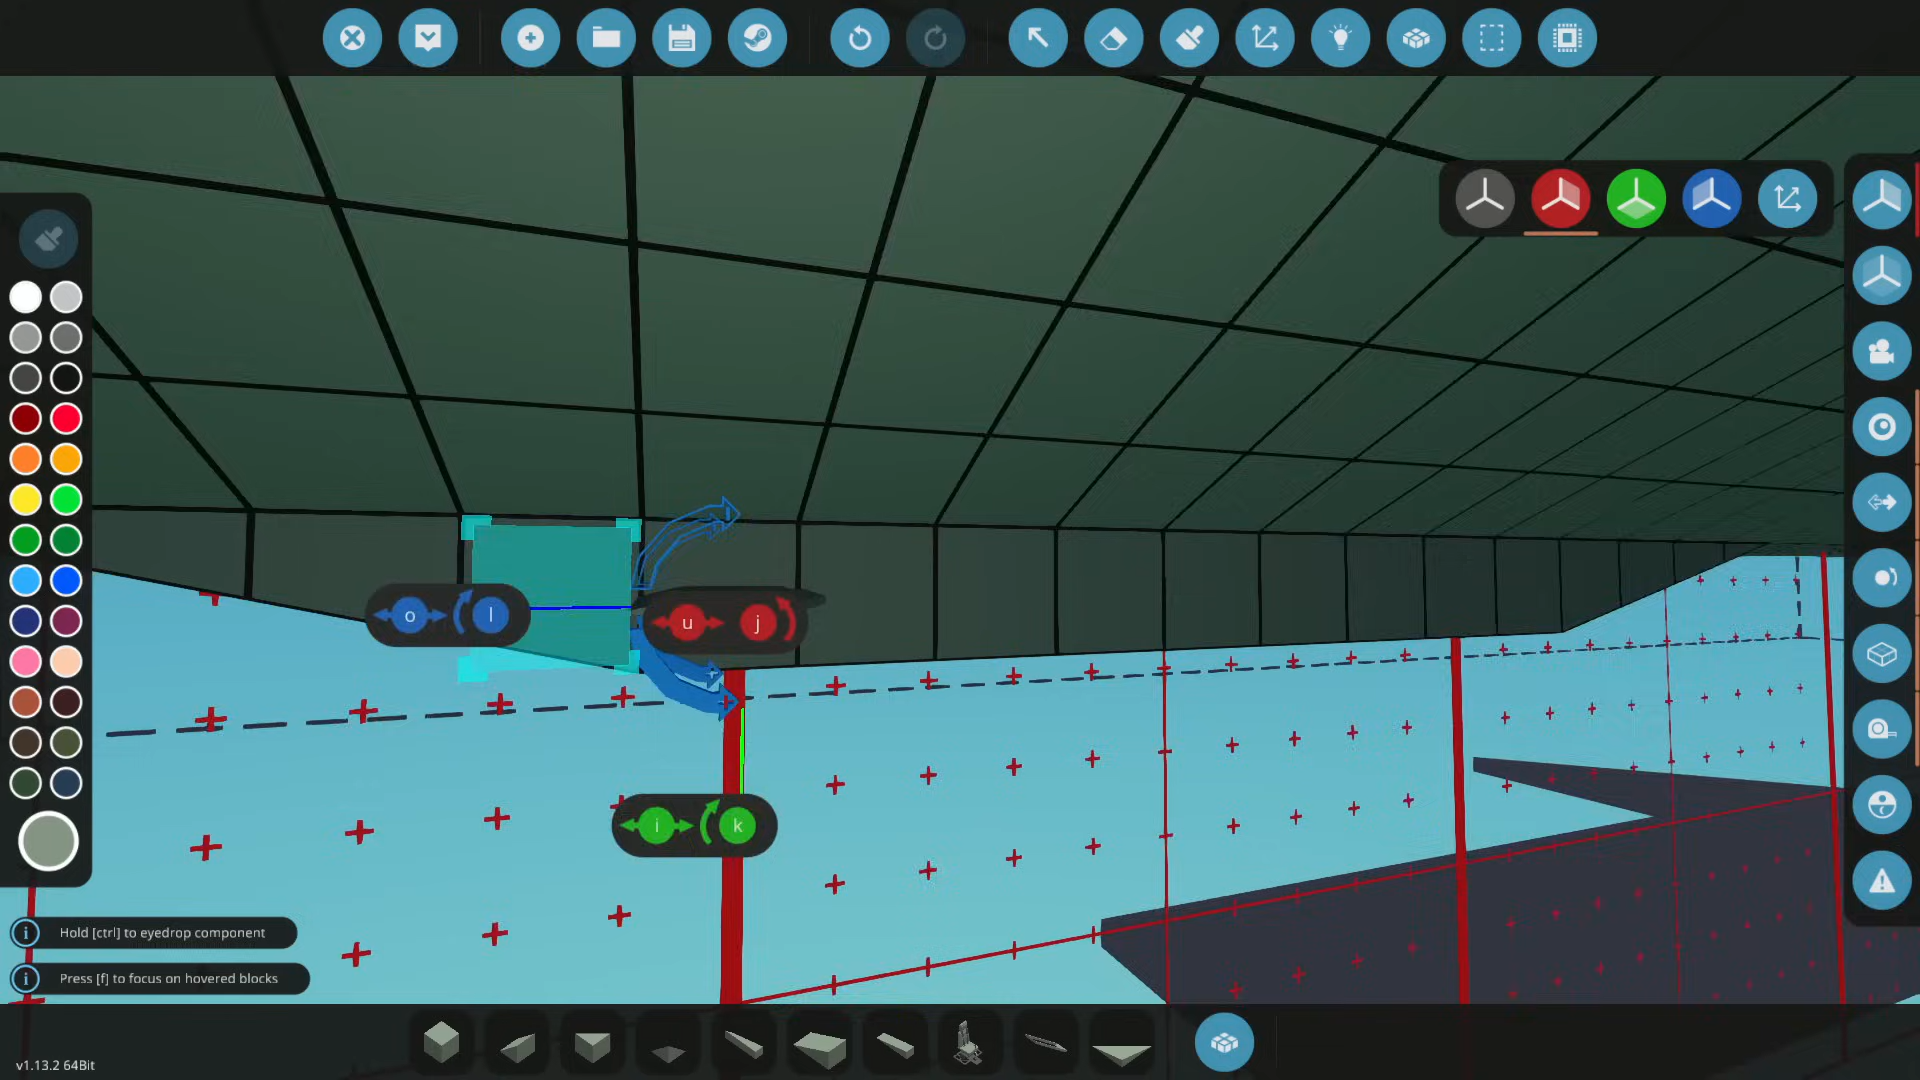 o l
u j
i k
Hold [ctrl] to eyedrop component
Press [f] to focus on hovered blocks
v1.13.2 64Bit